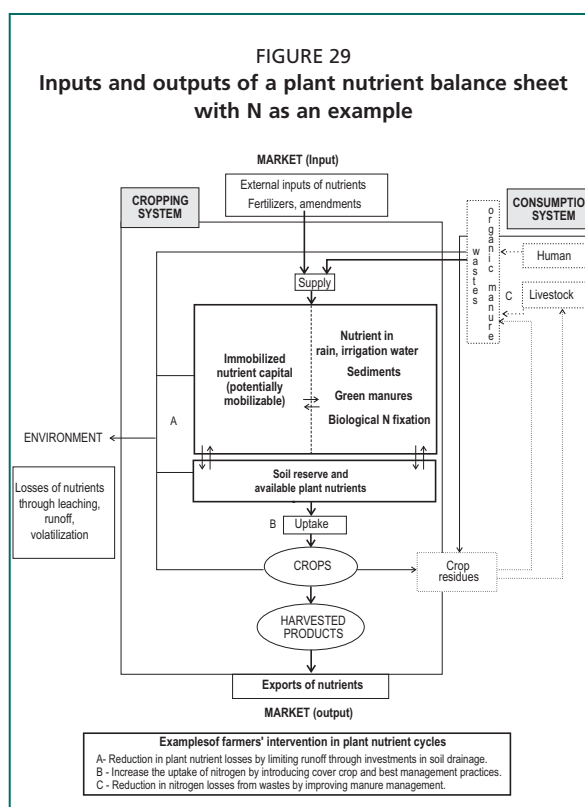 FIGURE 29
Inputs and outputs of a plant nutrient balance sheet
with N as an example
MARKET (Input)
CROPPING
SYSTEM
External inputs of nutrients
Fertilizers, amendments
CONSUMPTION
SYSTEM
organic manure
wastes
Human
C
Livestock
Supply
Immobilized
nutrient capital
(potentially
mobilizable)
Nutrient in
rain, irrigation water
Sediments
Green manures
Biological N fixation
A
ENVIRONMENT
Losses of nutrients
through leaching,
runoff,
volatilization
Soil reserve and
available plant nutrients
B
Uptake
CROPS
Crop
residues
HARVESTED
PRODUCTS
Exports of nutrients
MARKET (output)
Examplesof farmers' intervention in plant nutrient cycles
A- Reduction in plant nutrient losses by limiting runoff through investments in soil drainage.
B - Increase the uptake of nitrogen by introducing cover crop and best management practices.
C - Reduction in nitrogen losses from wastes by improving manure management.